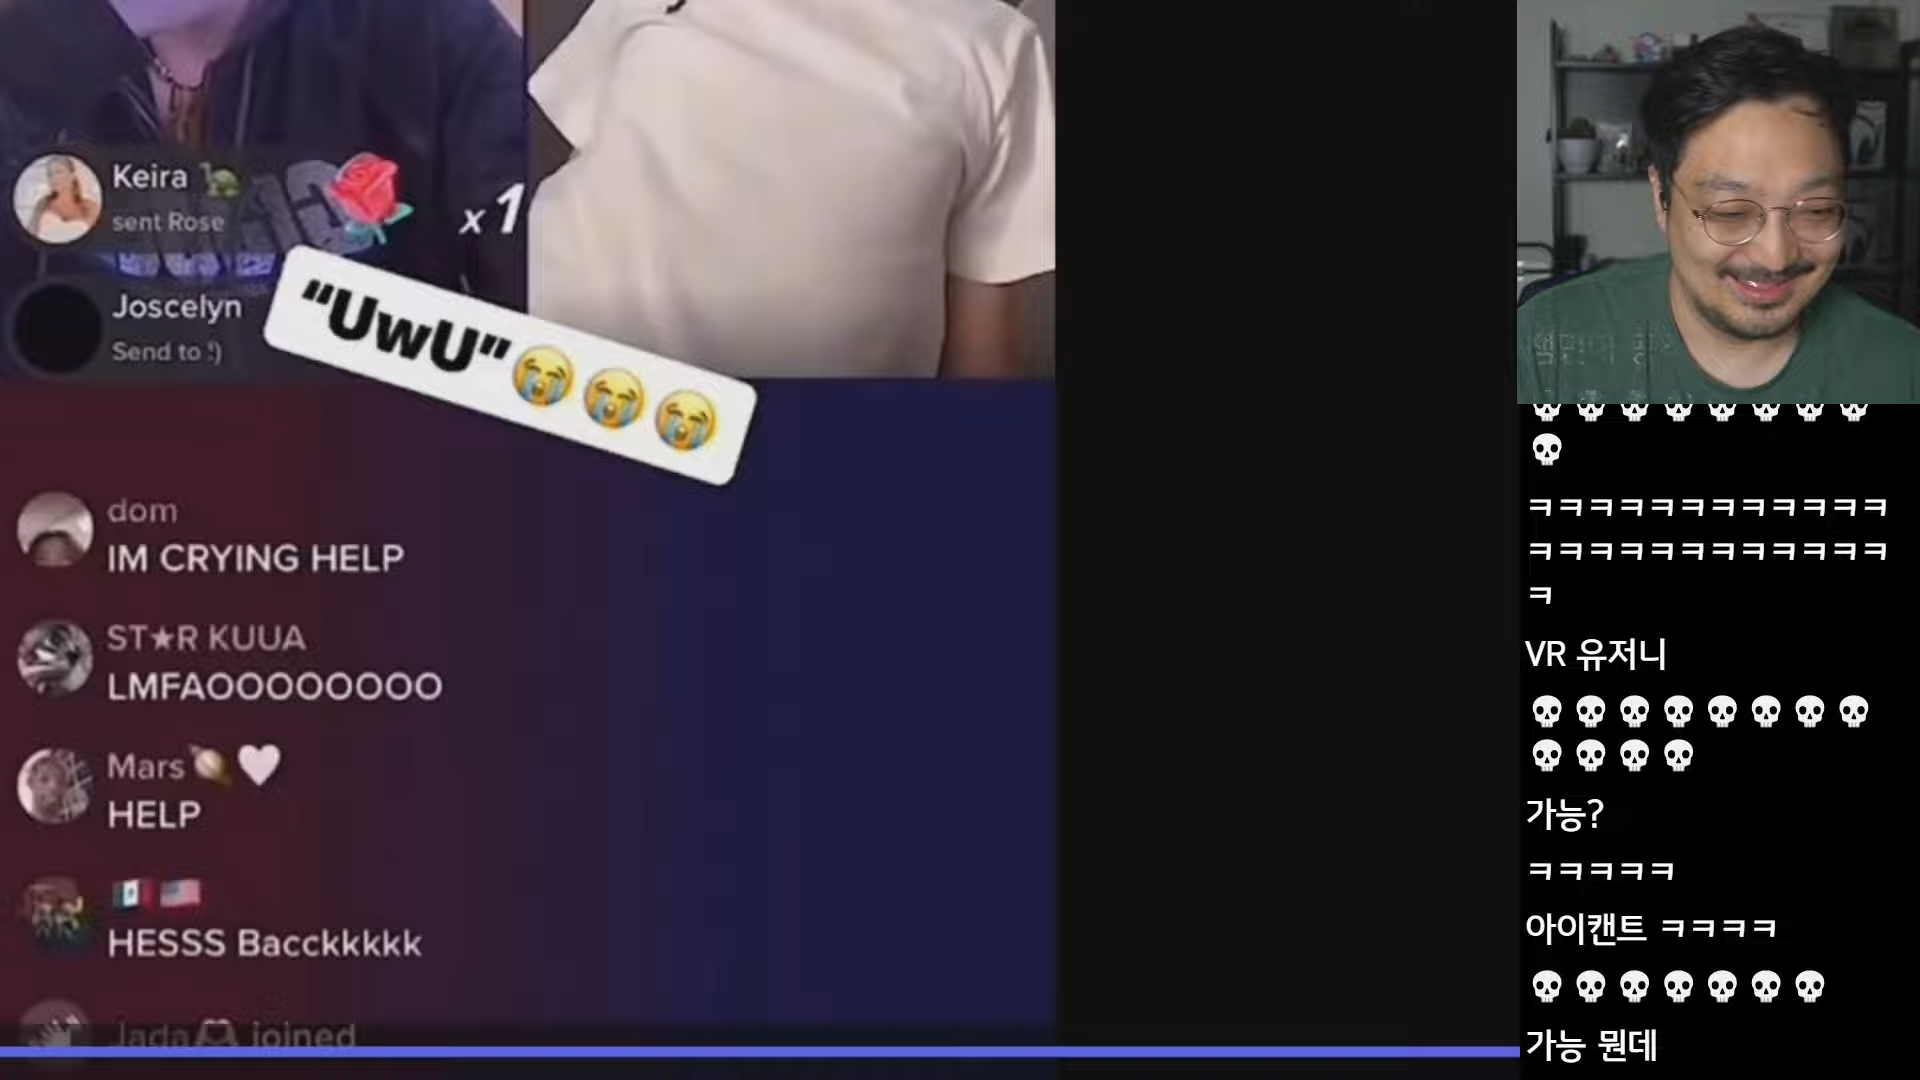 Keira
sent Rose
x 1
Joscelyn
Send to :)
"UwU"😭😭😭
dom
IM CRYING HELP
ST★R KUUA
LMFAOOOOOOOO
Mars
HELP
🇲🇽🇺🇸
HESSS Bacckkkkk
Jada joined
💀💀💀💀💀💀💀💀
💀
ㅋㅋㅋㅋㅋㅋㅋㅋㅋㅋㅋㅋ
ㅋㅋㅋㅋㅋㅋㅋㅋㅋㅋㅋㅋ
ㅋ
VR 유저니
💀💀💀💀💀💀💀💀
💀💀💀💀
가능?
ㅋㅋㅋㅋㅋ
아이캔트 ㅋㅋㅋㅋ
💀💀💀💀💀💀💀
가능 뭔데